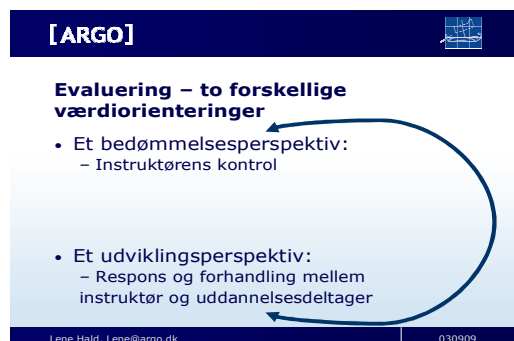 [ARGO]
Evaluering – to forskellige
værdiorienteringer
• Et bedømmelsesperspektiv:
– Instruktørens kontrol
• Et udviklingsperspektiv:
– Respons og forhandling mellem
instruktør og uddannelsesdeltager
Lene Hald, Lene@argo.dk
030909